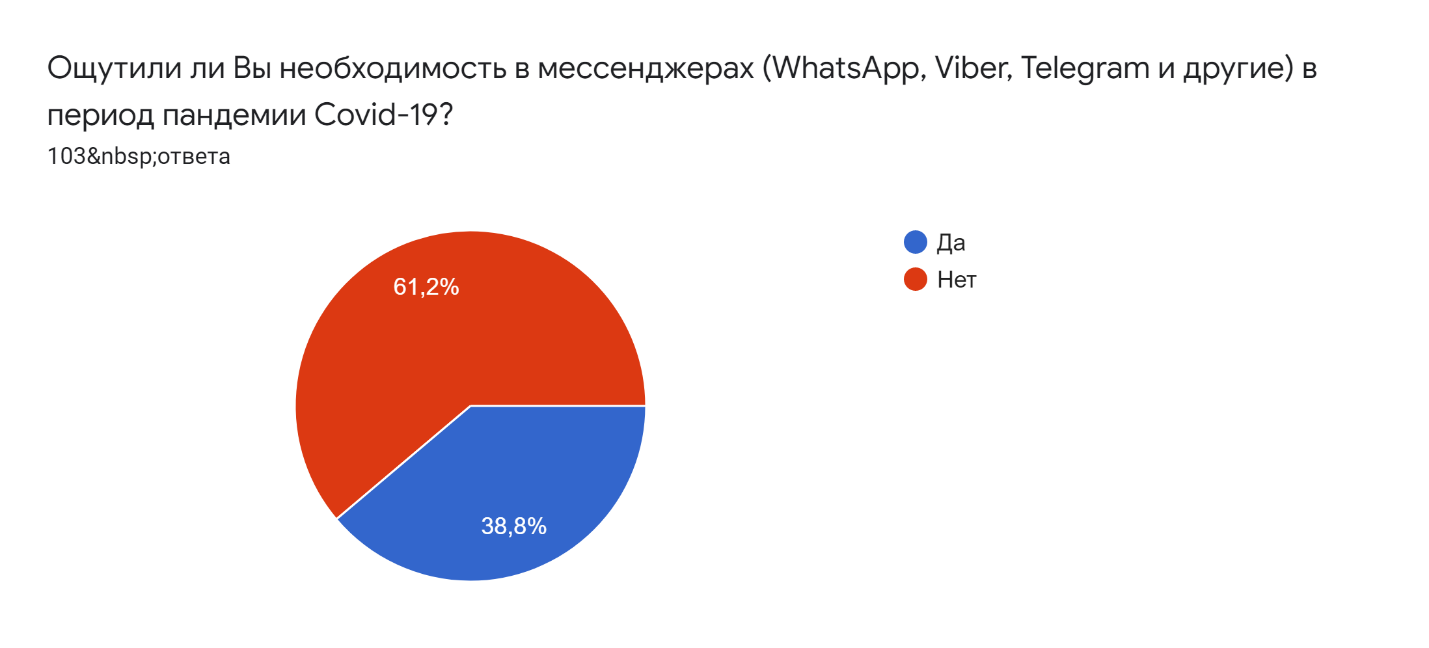 Ощутили ли Вы необходимость в мессенджерах (WhatsApp, Viber, Telegram и другие) в
период пандемии Covid-19?
103&nbsp;ответа
Да
Нет
61,2%
38,8%